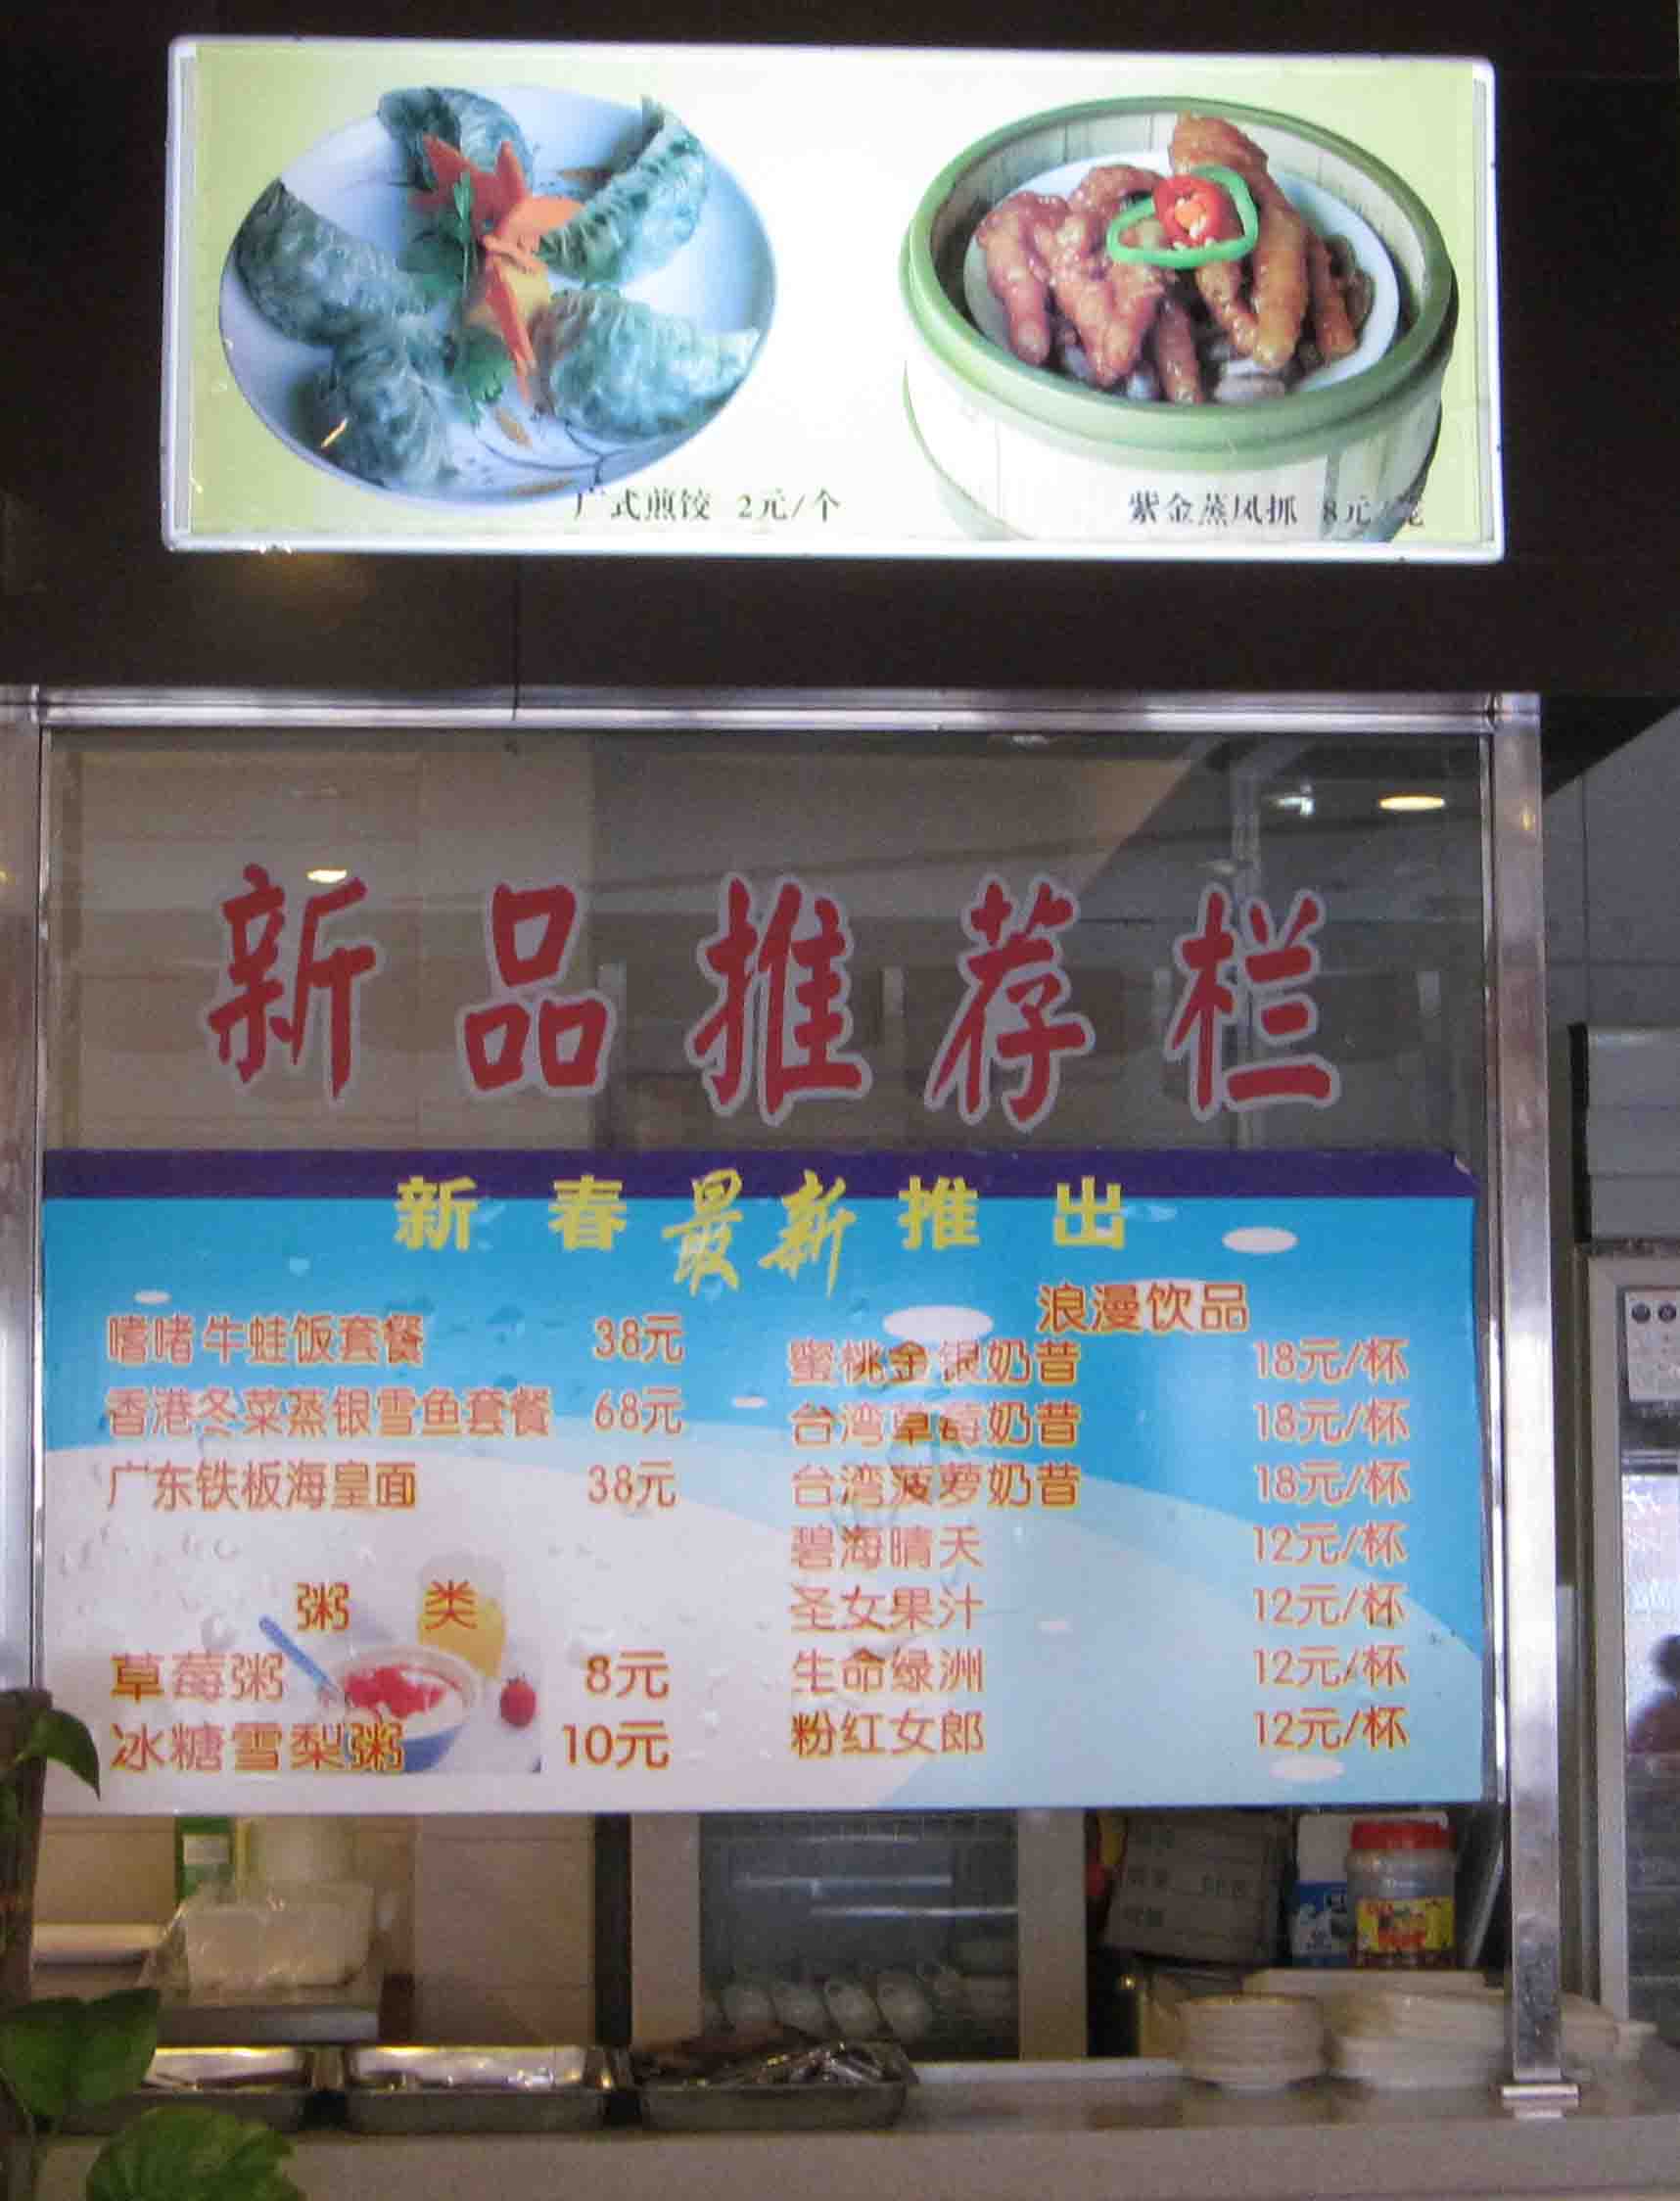 广式煎饺 2元/个
紫金蒸凤抓 8元/笼
新品推荐栏
新春最新推出
嗜啫牛蛙饭套餐 38元
香港冬菜蒸银雪鱼套餐 68元
广东铁板海皇面 38元
粥 类
草莓粥 8元
冰糖雪梨粥 10元
浪漫饮品
蜜桃金银奶昔 18元/杯
台湾草莓奶昔 18元/杯
台湾菠萝奶昔 18元/杯
碧海晴天 12元/杯
圣女果汁 12元/杯
生命绿洲 12元/杯
粉红女郎 12元/杯